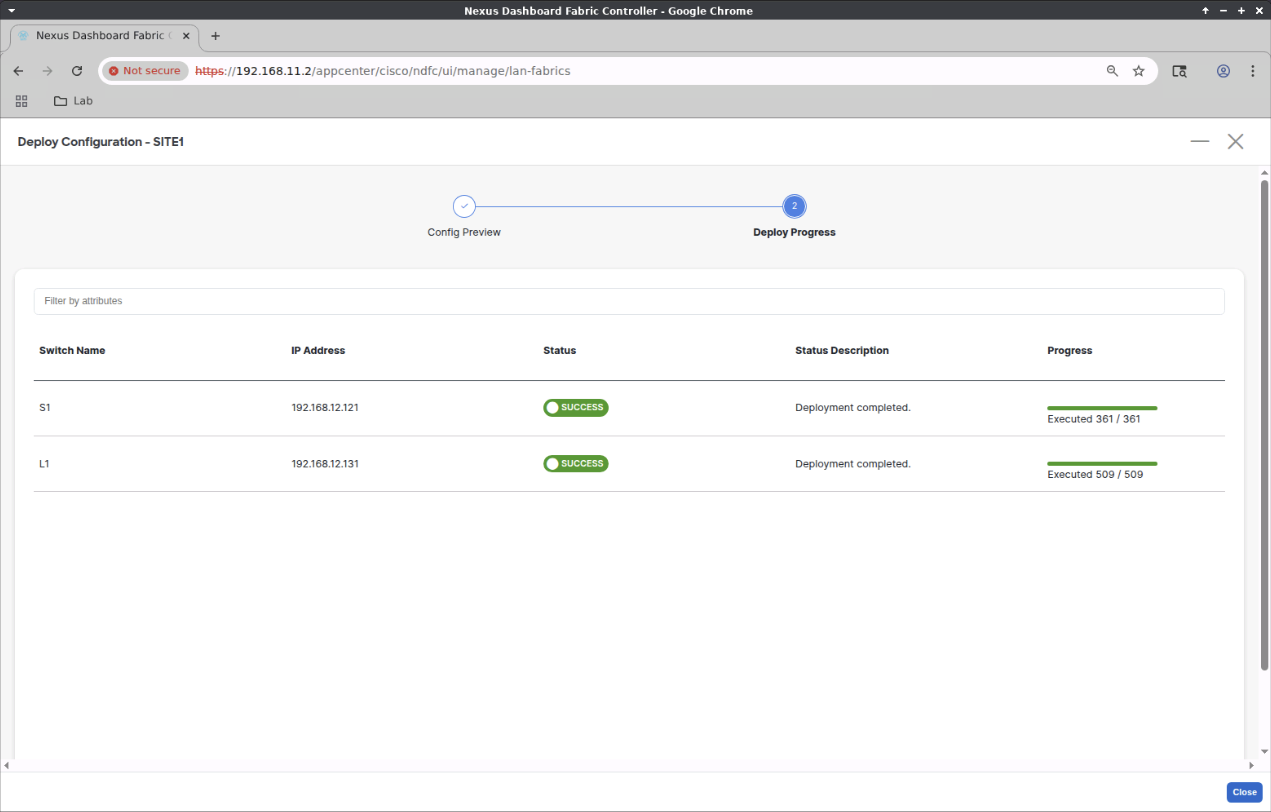 Nexus Dashboard Fabric Controller - Google Chrome
Nexus Dashboard Fabric C
Not secure https://192.168.11.2/appcenter/cisco/ndfc/ui/manage/lan-fabrics
Lab
Deploy Configuration - SITE1
2
Config Preview Deploy Progress
Filter by attributes
Switch Name IP Address Status Status Description Progress
S1 192.168.12.121 SUCCESS Deployment completed. Executed 361 / 361
L1 192.168.12.131 SUCCESS Deployment completed. Executed 509 / 509
Close